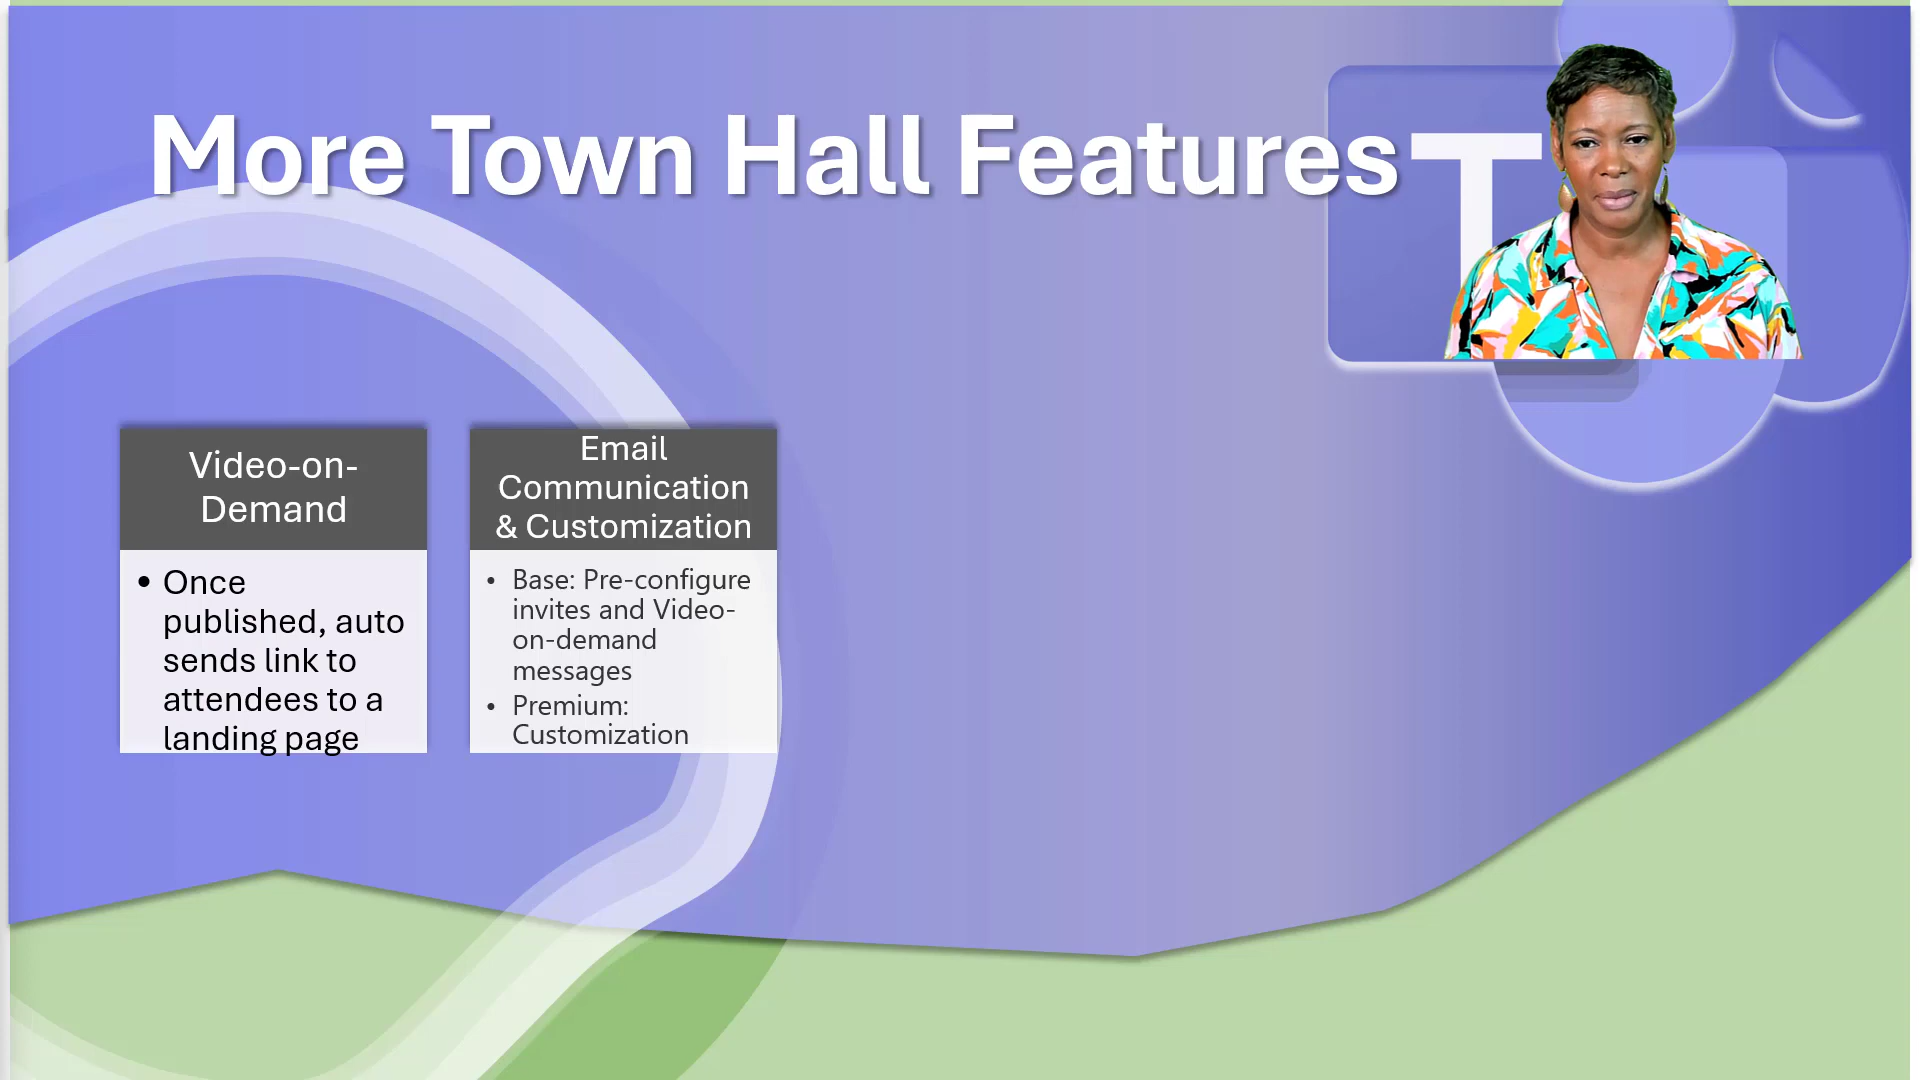 More Town Hall Features
T
Video-on-
Demand
• Once
published, auto
sends link to
attendees to a
landing page
Email
Communication
& Customization
• Base: Pre-configure
invites and Video-
on-demand
messages
• Premium:
Customization